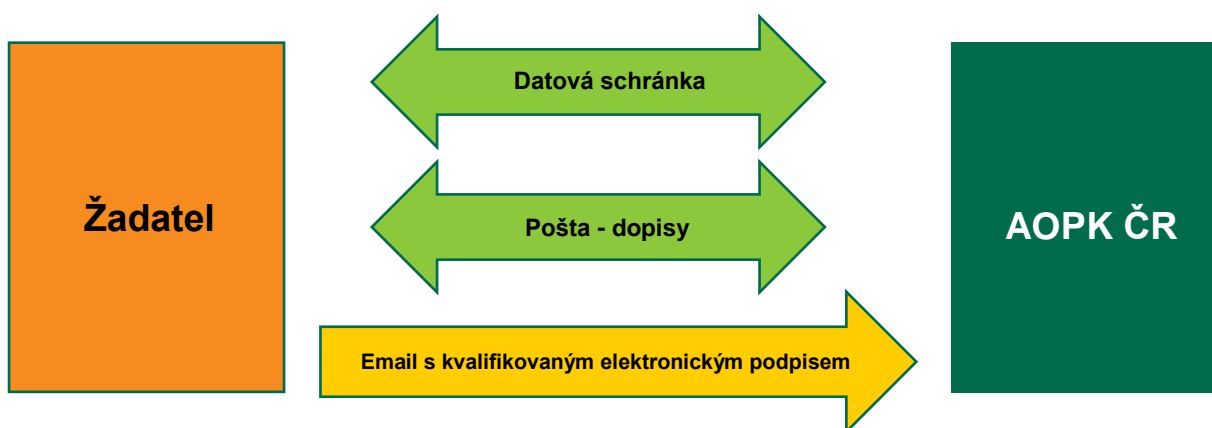 Datová schránka
Žadatel
Pošta - dopisy
AOPK ČR
Email s kvalifikovaným elektronickým podpisem